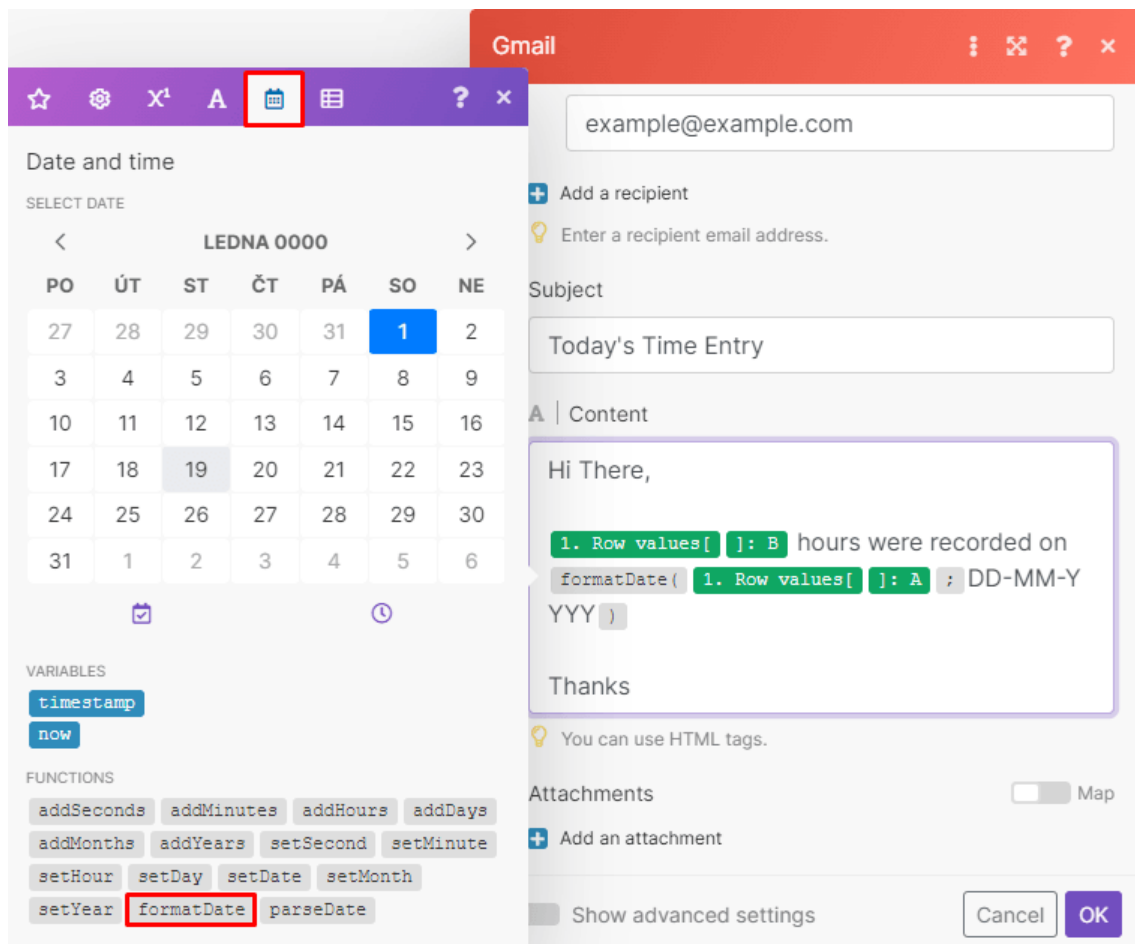 Gmail
? ×
X¹ A ? ×
example@example.com
Date and time
SELECT DATE
Add a recipient
Enter a recipient email address.
< LEDNA 0000 >
PO ÚT ST ČT PÁ SO NE
27 28 29 30 31 1 2
3 4 5 6 7 8 9
10 11 12 13 14 15 16
17 18 19 20 21 22 23
24 25 26 27 28 29 30
31 1 2 3 4 5 6
VARIABLES
timestamp
now
FUNCTIONS
addSeconds addMinutes addHours addDays
addMonths addYears setSecond setMinute
setHour setDay setDate setMonth
setYear formatDate parseDate
Subject
Today's Time Entry
A | Content
Hi There,
1. Row values[ ]: B hours were recorded on
formatDate( 1. Row values[ ]: A ; DD-MM-Y
YYY )
Thanks
You can use HTML tags.
Attachments Map
Add an attachment
Show advanced settings Cancel OK